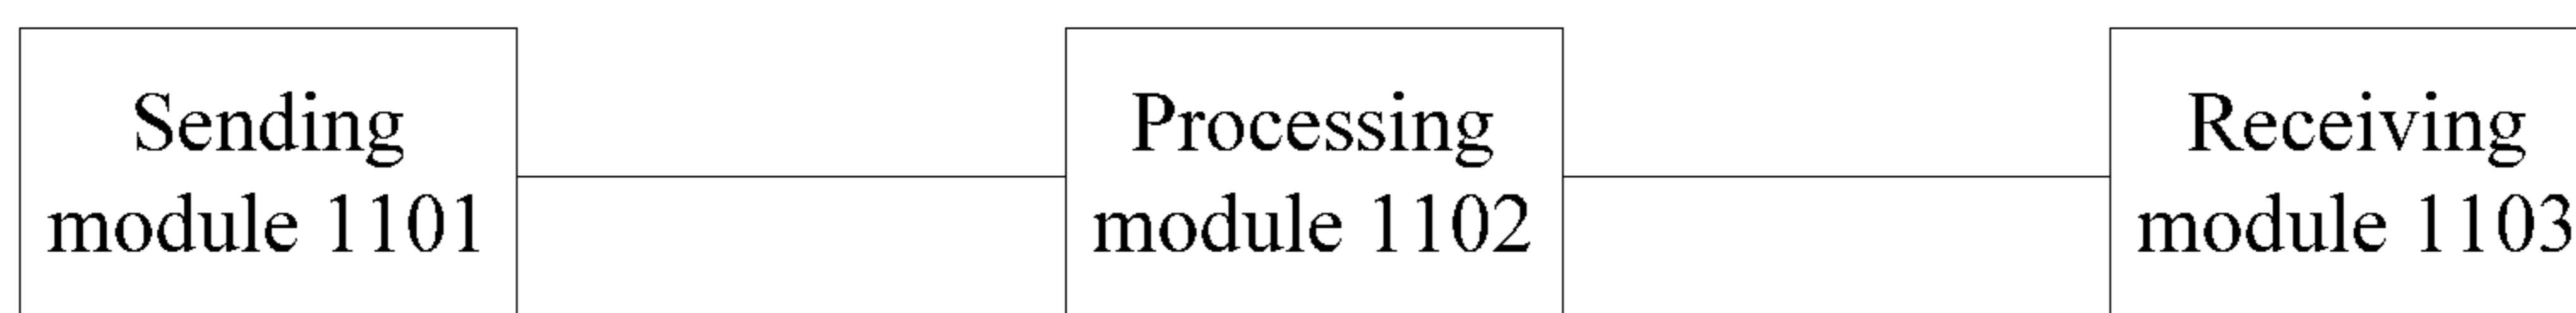 Sending
module 1101
Processing
module 1102
Receiving
module 1103